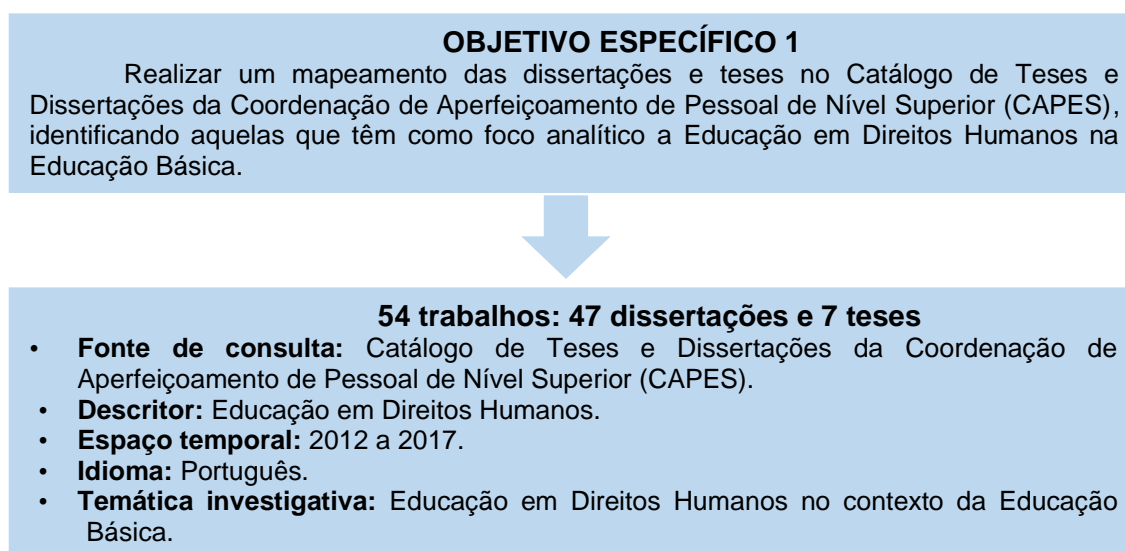 OBJETIVO ESPECÍFICO 1
Realizar um mapeamento das dissertações e teses no Catálogo de Teses e
Dissertações da Coordenação de Aperfeiçoamento de Pessoal de Nível Superior (CAPES),
identificando aquelas que têm como foco analítico a Educação em Direitos Humanos na
Educação Básica.
54 trabalhos: 47 dissertações e 7 teses
• Fonte de consulta: Catálogo de Teses e Dissertações da Coordenação de
Aperfeiçoamento de Pessoal de Nível Superior (CAPES).
• Descritor: Educação em Direitos Humanos.
• Espaço temporal: 2012 a 2017.
• Idioma: Português.
• Temática investigativa: Educação em Direitos Humanos no contexto da Educação
Básica.